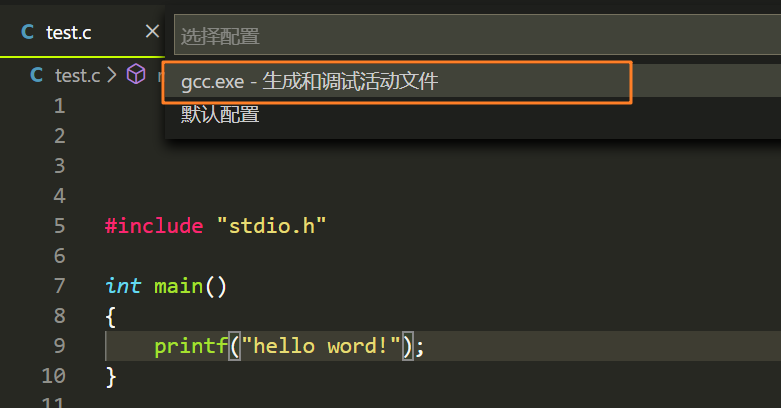 C test.c ×
选择配置
C test.c >
gcc.exe - 生成和调试活动文件
默认配置
1
2
3
4
5 #include "stdio.h"
6
7 int main()
8 {
9 printf("hello word!");
10 }
11